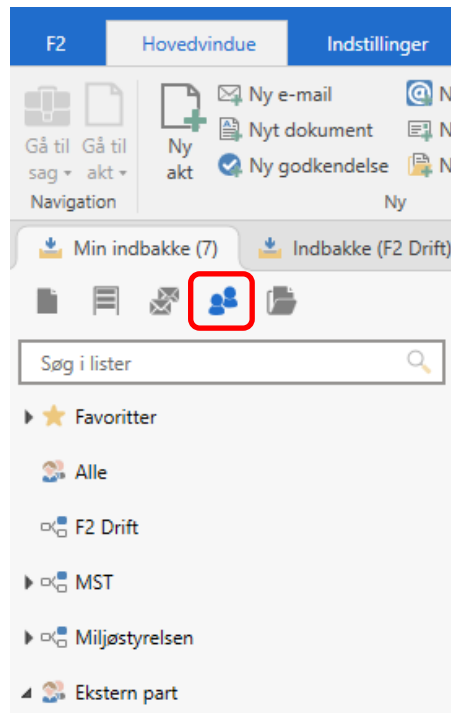 F2 Hovedvindue Indstillinger
Ny e-mail N
Nyt dokument N
Ny godkendelse N
Gå til sag Gå til akt Ny akt
Navigation Ny
Min indbakke (7) Indbakke (F2 Drift)
Søg i lister
Favoritter
Alle
F2 Drift
MST
Miljøstyrelsen
Ekstern part